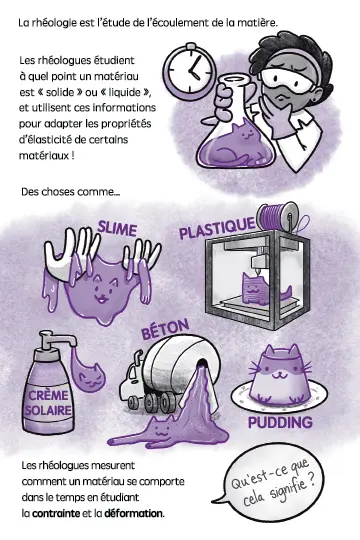 La rhéologie est l'étude de l'écoulement de la matière.
Les rhéologues étudient
à quel point un matériau
est « solide » ou « liquide »,
et utilisent ces informations
pour adapter les propriétés
d'élasticité de certains
matériaux !
Des choses comme...
SLIME
PLASTIQUE
CRÈME
SOLAIRE
BÉTON
PUDDING
Les rhéologues mesurent
comment un matériau se comporte
dans le temps en étudiant
la contrainte et la déformation.
Qu'est-ce que
cela signifie ?